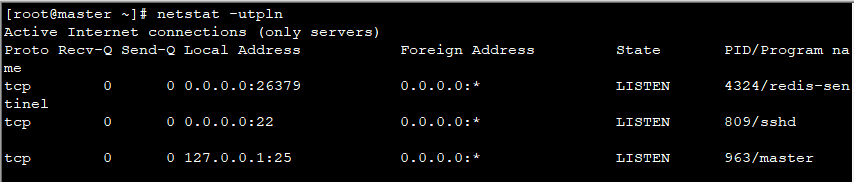 [root@master ~]# netstat -utpln
Active Internet connections (only servers)
Proto Recv-Q Send-Q Local Address           Foreign Address         State       PID/Program na
me
tcp        0      0 0.0.0.0:26379           0.0.0.0:*               LISTEN      4324/redis-sen
tinel
tcp        0      0 0.0.0.0:22              0.0.0.0:*               LISTEN      809/sshd
tcp        0      0 127.0.0.1:25            0.0.0.0:*               LISTEN      963/master